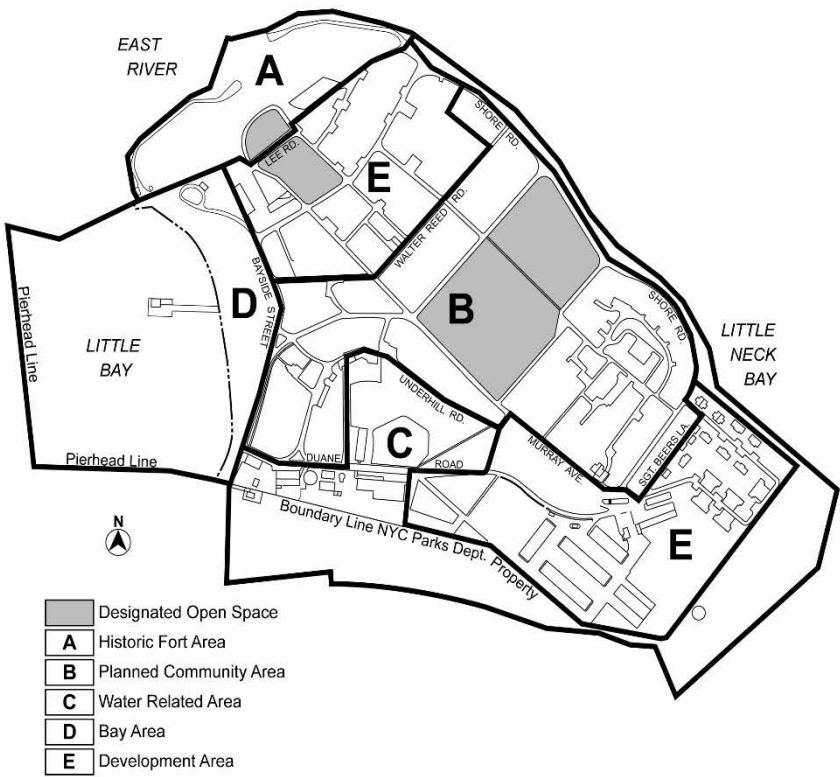 EAST
RIVER
A
SHORE RD.
LEE RD.
E
WALTER REED RD.
BAYSIDE STREET
D
B
Pierhead Line
LITTLE
BAY
SHORE RD.
LITTLE
NECK
BAY
UNDERHILL RD.
C
DUANE ROAD
MURRAY AVE.
SGT. BEERS LA.
Pierhead Line
Boundary Line NYC Parks Dept. Property
N
E
Designated Open Space
A Historic Fort Area
B Planned Community Area
C Water Related Area
D Bay Area
E Development Area